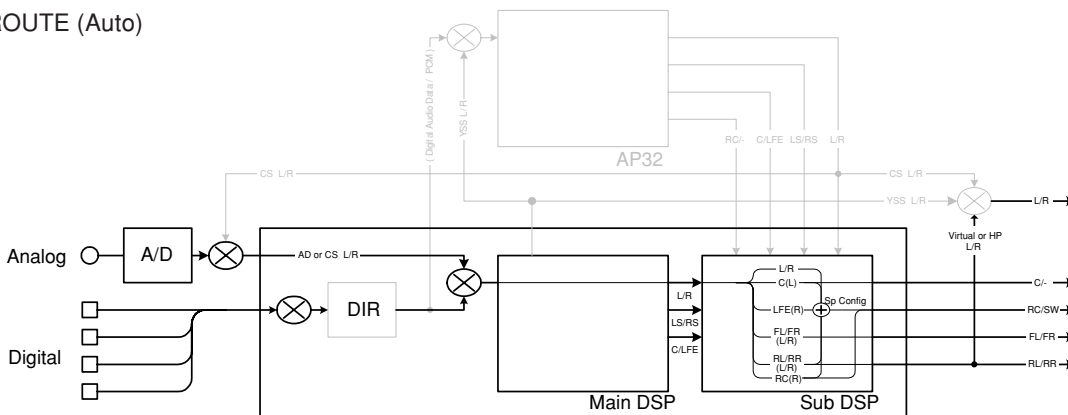 ROUTE (Auto)
( Digital Audio Data / PCM )
YSS L/R
RC/-
C/LFE
LS/RS
L/R
AP32
CS L/R
CS L/R
YSS L/R
L/R
Virtual or HP
L/R
Analog
A/D
AD or CS L/R
L/R
C(L)
C/-
L/R
Sp Config
DIR
LFE(R)
RC/SW
LS/RS
FL/FR
(L/R)
FL/FR
Digital
C/LFE
RL/RR
(L/R)
RL/RR
RC(R)
Main DSP
Sub DSP